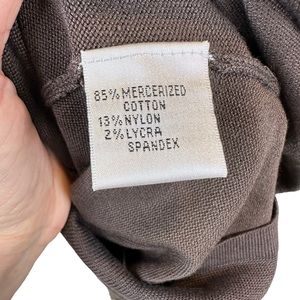 85% MERCERIZED
COTTON
13% NYLON
2% LYCRA
SPANDEX